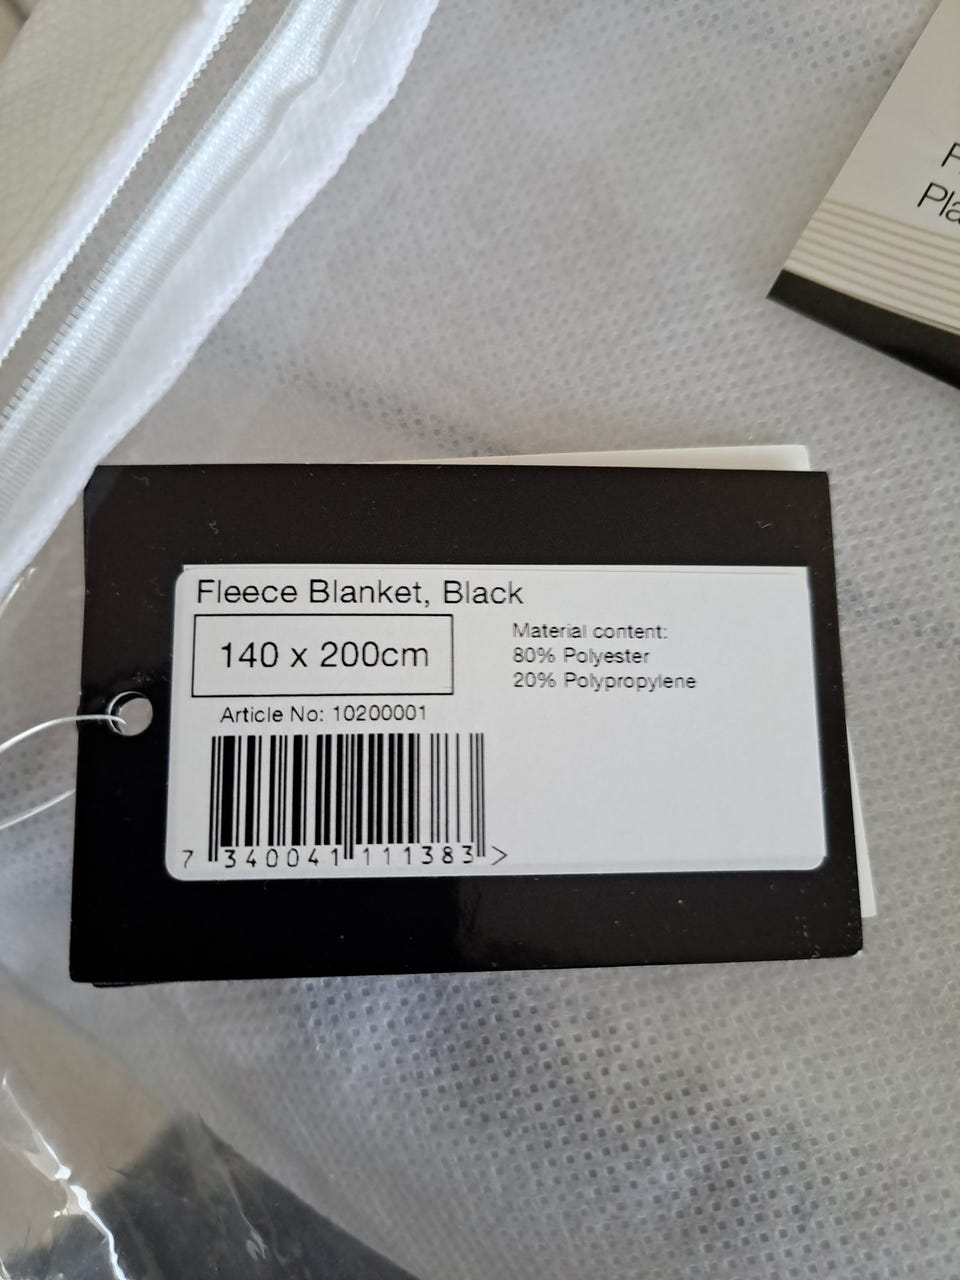 Fleece Blanket, Black
140 x 200cm
Material content:
80% Polyester
20% Polypropylene
Article No: 10200001
7 340041 111383 >